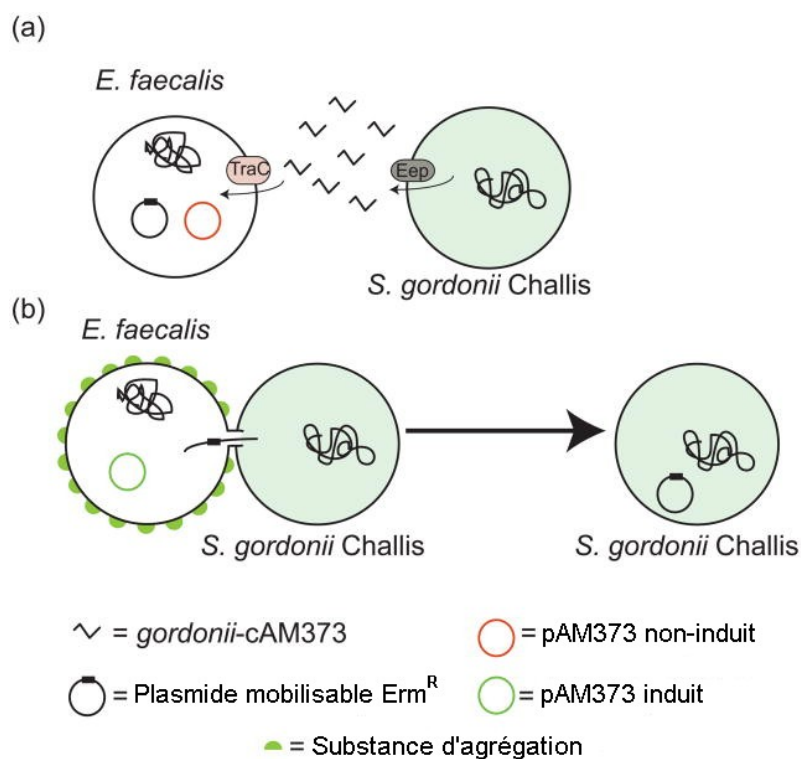 (a)
E. faecalis
TraC
Eep
S. gordonii Challis
(b)
E. faecalis
S. gordonii Challis
S. gordonii Challis
= gordonii-cAM373
= pAM373 non-induit
= Plasmide mobilisable Erm^R
= pAM373 induit
= Substance d'agrégation